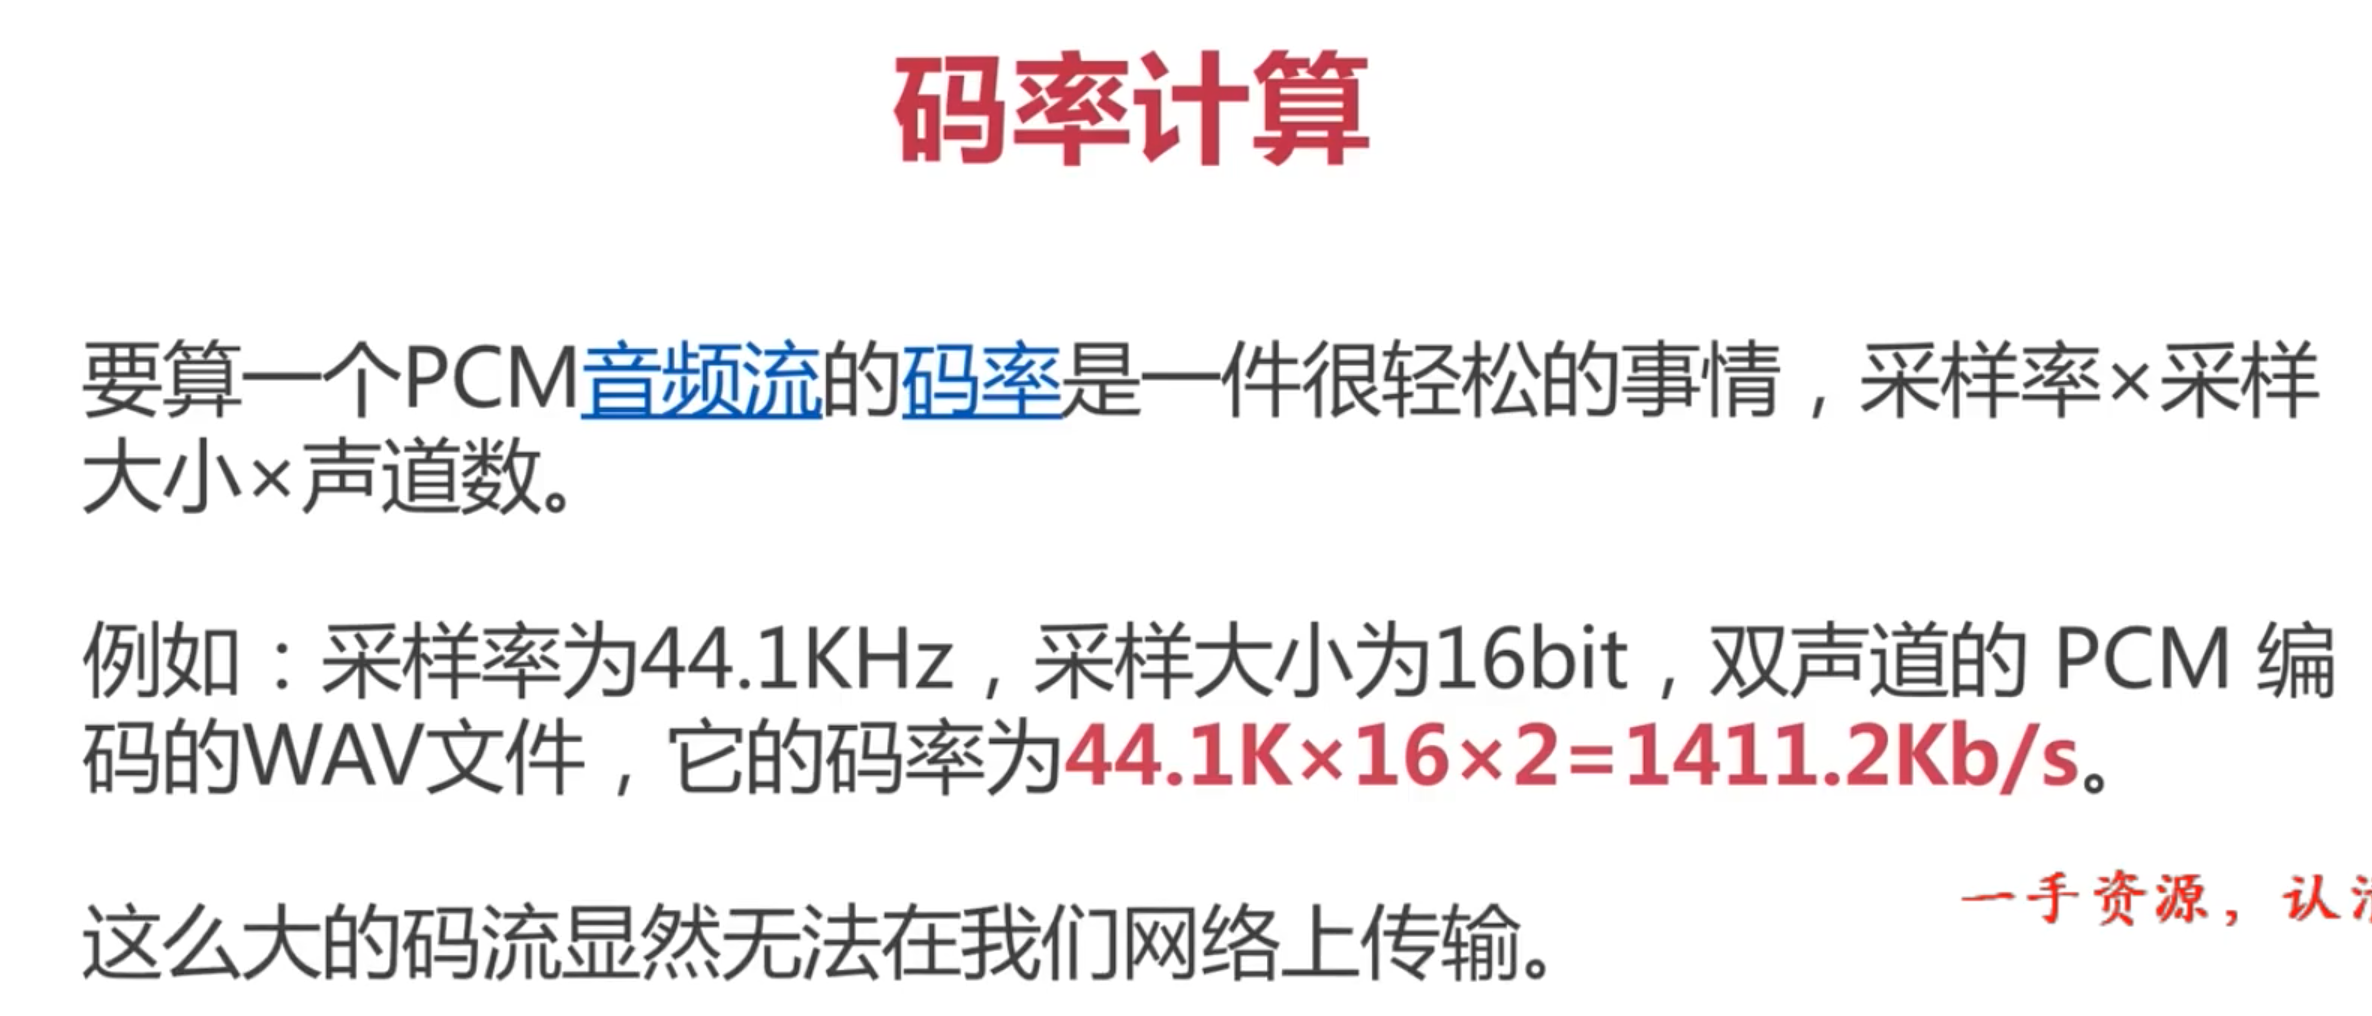 码率计算
要算一个PCM音频流的码率是一件很轻松的事情，采样率×采样
大小×声道数。
例如：采样率为44.1KHz，采样大小为16bit，双声道的 PCM 编
码的WAV文件，它的码率为44.1K×16×2=1411.2Kb/s。
一手资源，认
这么大的码流显然无法在我们网络上传输。